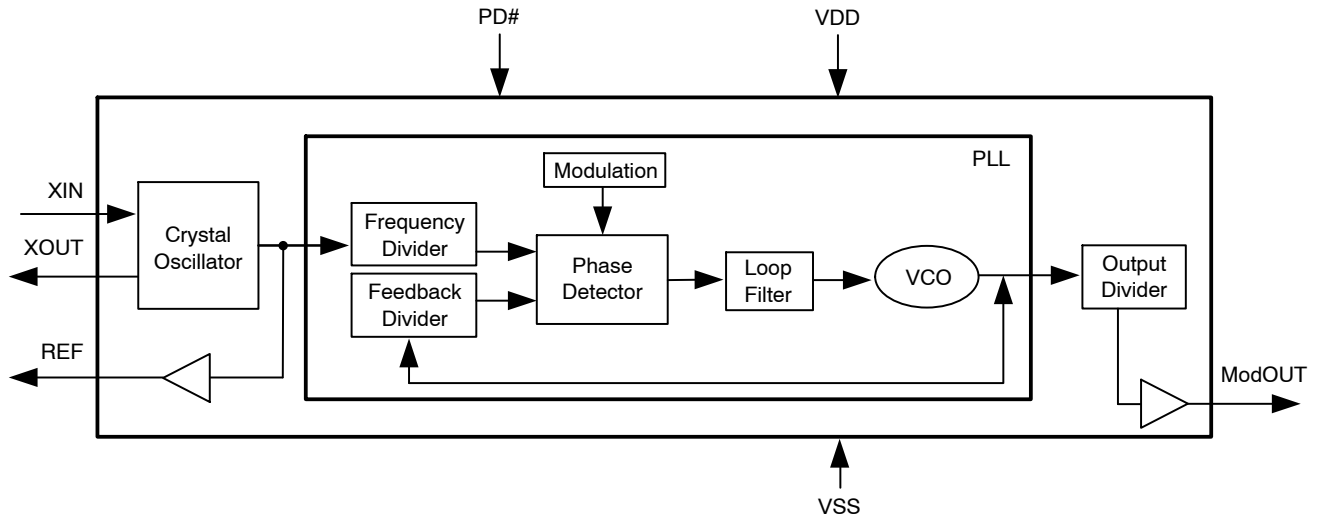 PD#
VDD
PLL
Modulation
XIN
XOUT
REF
Crystal
Oscillator
Frequency
Divider
Feedback
Divider
Phase
Detector
Loop
Filter
VCO
Output
Divider
ModOUT
VSS